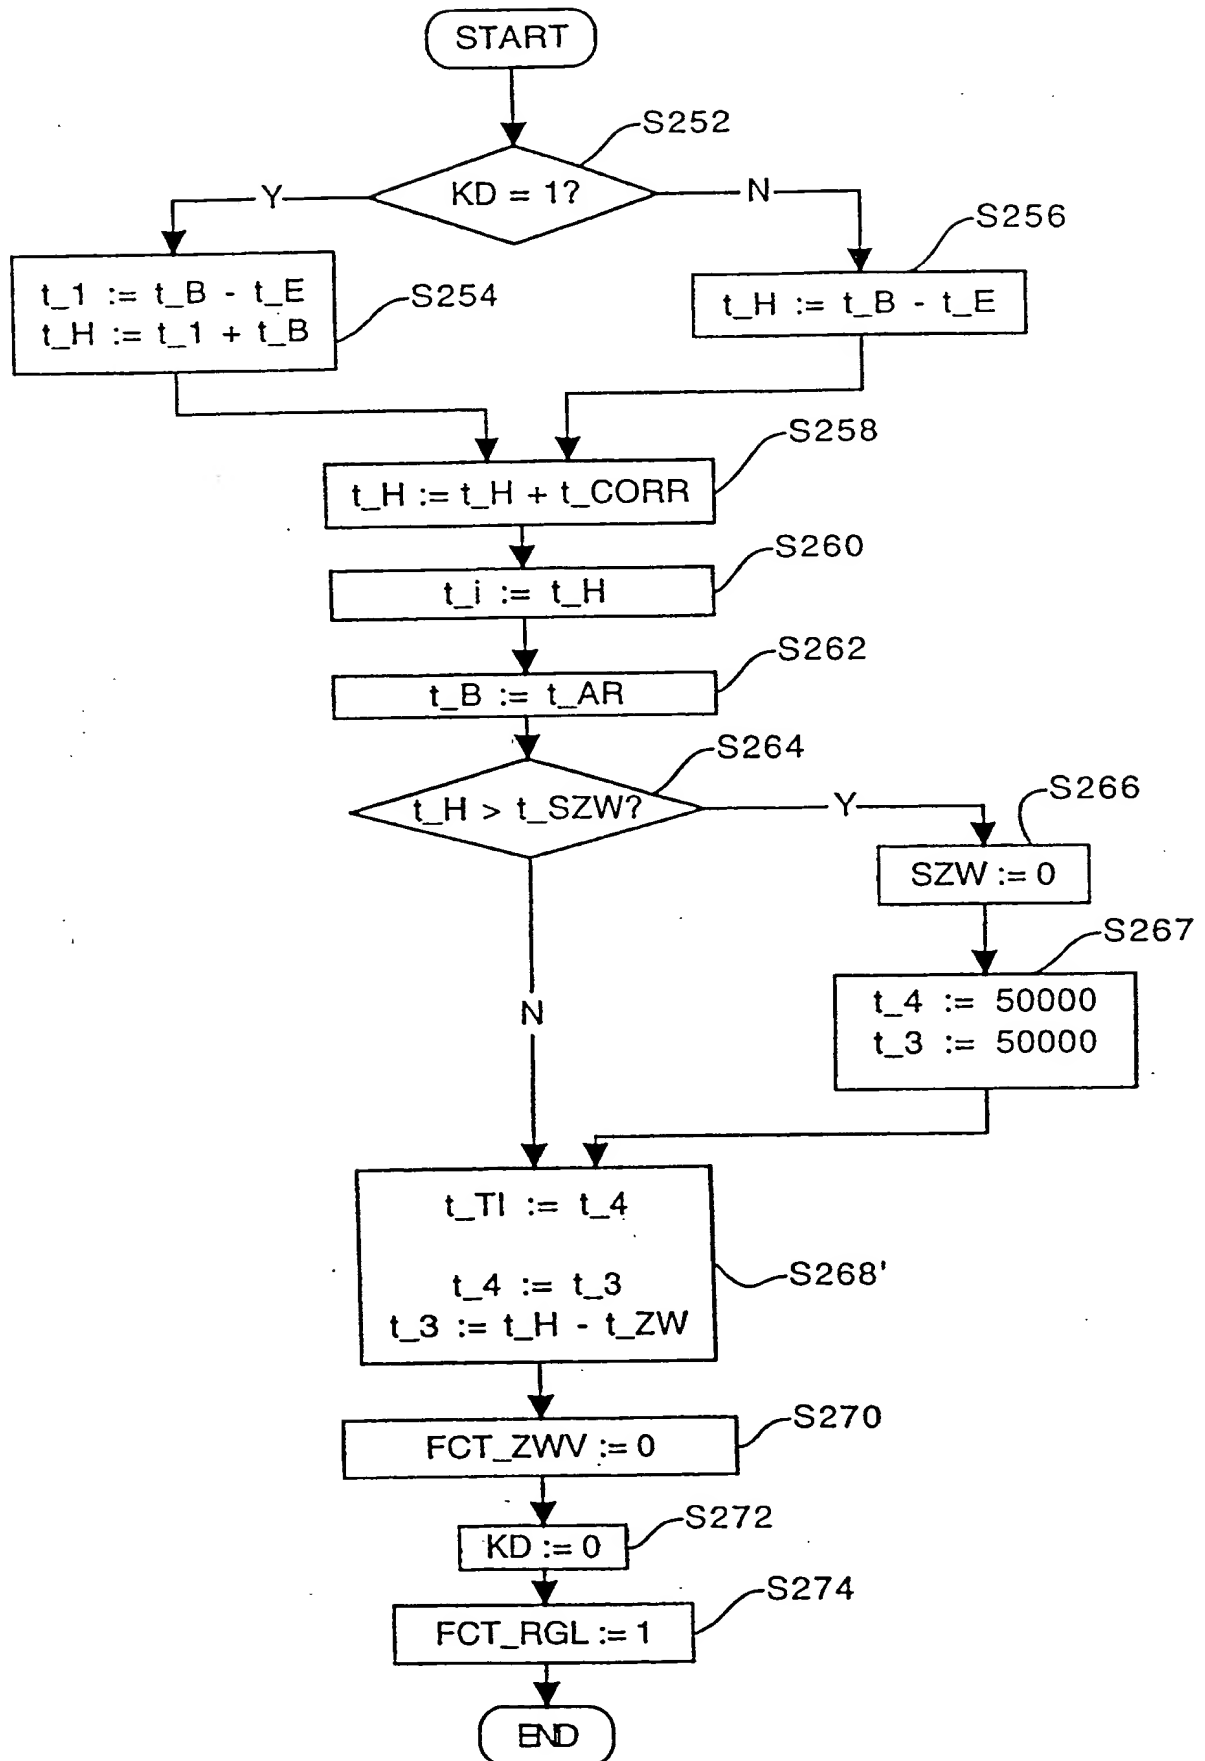 START
S252
KD = 1?
Y
N
S256
t_1 := t_B - t_E
t_H := t_1 + t_B
S254
t_H := t_B - t_E
S258
t_H := t_H + t_CORR
S260
t_i := t_H
S262
t_B := t_AR
S264
t_H > t_SZW?
Y
S266
SZW := 0
S267
t_4 := 50000
t_3 := 50000
N
t_TI := t_4
t_4 := t_3
t_3 := t_H - t_ZW
S268'
S270
FCT_ZWV := 0
S272
KD := 0
S274
FCT_RGL := 1
END